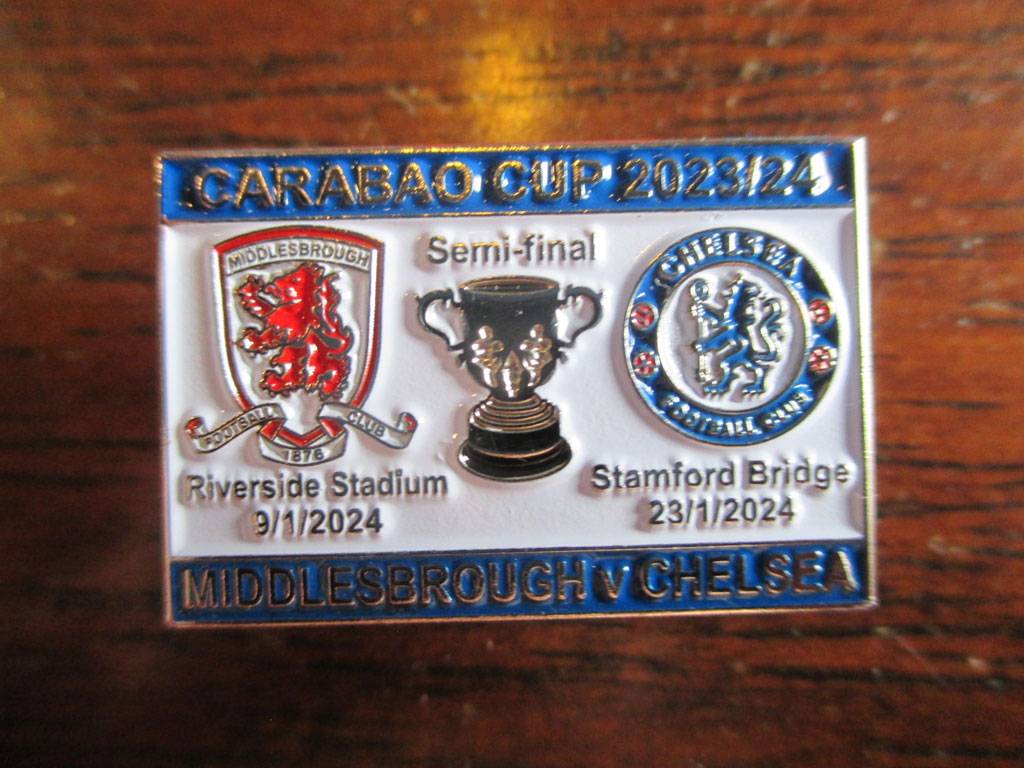 CARABAO CUP 2023/24
Semi-final
MIDDLESBROUGH
FOOTBALL CLUB
1876
CHELSEA
FOOTBALL CLUB
Riverside Stadium
9/1/2024
Stamford Bridge
23/1/2024
MIDDLESBROUGH v CHELSEA